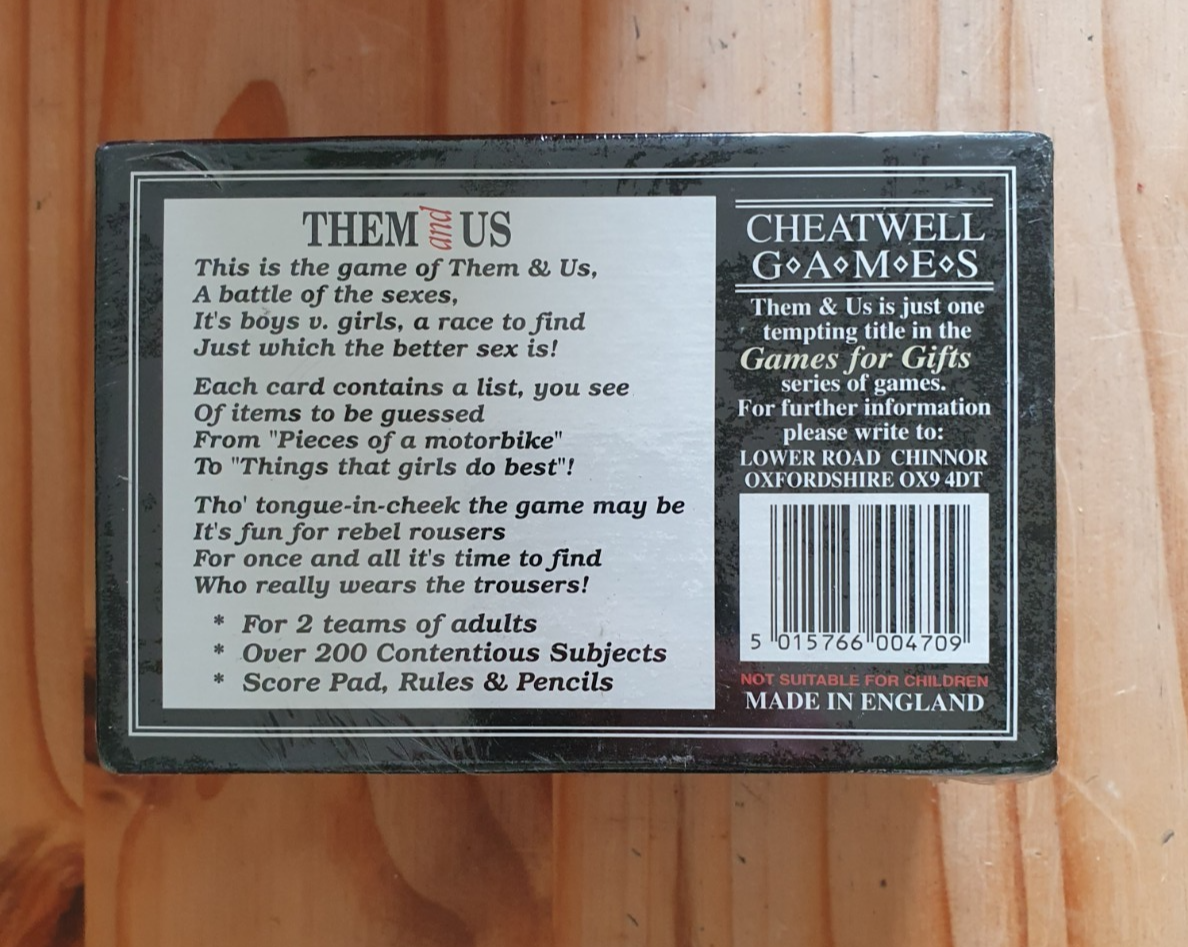 THEM and US
This is the game of Them & Us,
A battle of the sexes,
It's boys v. girls, a race to find
Just which the better sex is!
Each card contains a list, you see
Of items to be guessed
From "Pieces of a motorbike"
To "Things that girls do best"!
Tho' tongue-in-cheek the game may be
It's fun for rebel rousers
For once and all it's time to find
Who really wears the trousers!
* For 2 teams of adults
* Over 200 Contentious Subjects
* Score Pad, Rules & Pencils
CHEATWELL
G⋄A⋄M⋄E⋄S
Them & Us is just one
tempting title in the
Games for Gifts
series of games.
For further information
please write to:
LOWER ROAD CHINNOR
OXFORDSHIRE OX9 4DT
5 015766 004709
NOT SUITABLE FOR CHILDREN
MADE IN ENGLAND